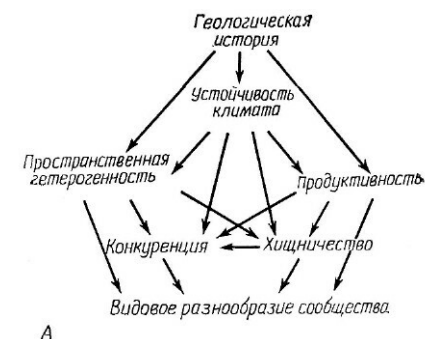 Геологическая
история
Устойчивость
климата
Пространственная
гетерогенность
Продуктивность
Конкуренция
Хищничество
Видовое разнообразие сообщества
А